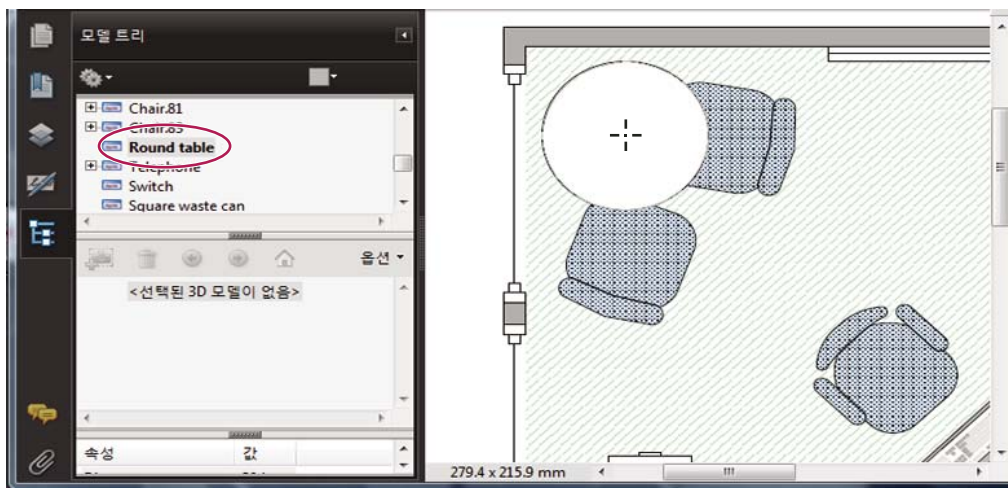 모델 트리
Chair.81
Chair.83
Round table
Telephone
Switch
Square waste can
옵션
<선택된 3D 모델이 없음>
속성 값
279.4 x 215.9 mm